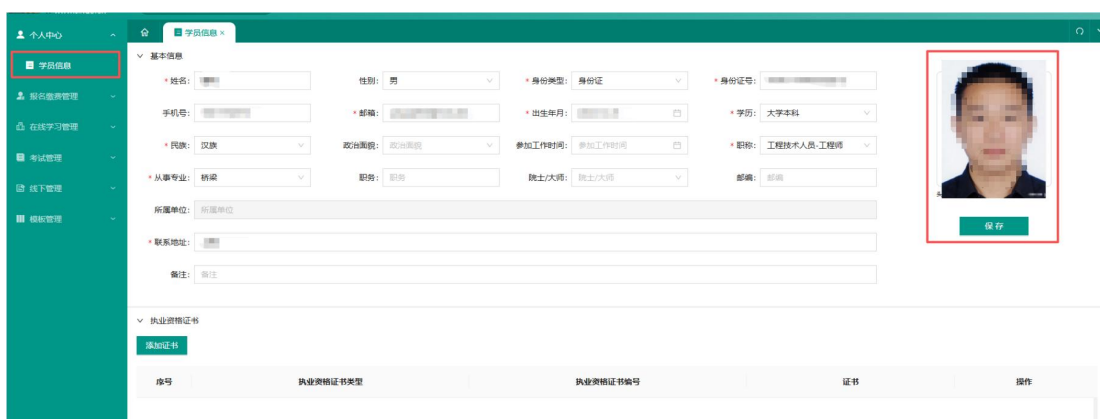 个人中心
学员信息
报名缴费管理
在线学习管理
考试管理
线下管理
模板管理
学员信息 ×
基本信息
* 姓名: 性别: 男 * 身份类型: 身份证 * 身份证号:
手机号: * 邮箱: * 出生年月: * 学历: 大学本科
* 民族: 汉族 政治面貌: 政治面貌 参加工作时间: 参加工作时间 * 职称: 工程技术人员-工程师
* 从事专业: 桥梁 职务: 职务 院士/大师: 院士/大师 邮编: 邮编
所属单位: 所属单位
* 联系地址:
备注: 备注
保存
执业资格证书
添加证书
序号 执业资格证书类型 执业资格证书编号 证书 操作